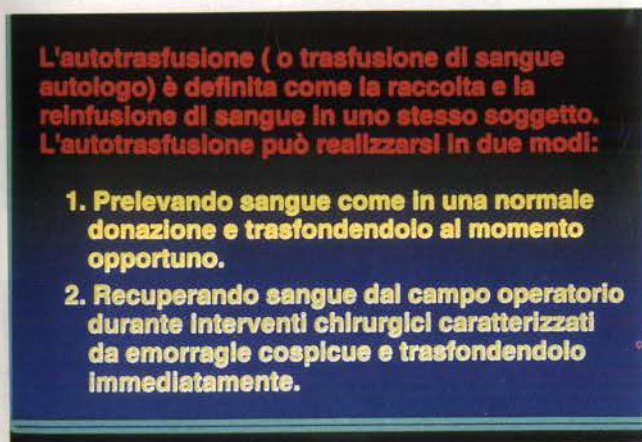 L'autotrasfusione ( o trasfusione di sangue
autologo) è definita come la raccolta e la
reinfusione di sangue in uno stesso soggetto.
L'autotrasfusione può realizzarsi in due modi:
1. Prelevando sangue come in una normale
donazione e trasfondendolo al momento
opportuno.
2. Recuperando sangue dal campo operatorio
durante interventi chirurgici caratterizzati
da emorragie cospicue e trasfondendolo
immediatamente.